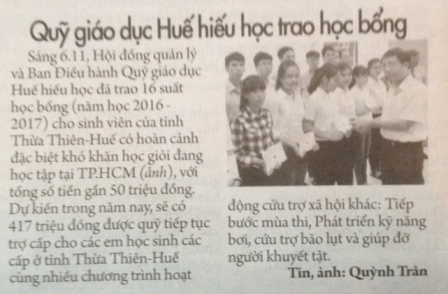 Quỹ giáo dục Huế hiếu học trao học bổng
Sáng 6.11, Hội đồng quản lý
và Ban Điều hành Quỹ giáo dục
Huế hiếu học đã trao 16 suất
học bổng (năm học 2016 -
2017) cho sinh viên của tỉnh
Thừa Thiên-Huế có hoàn cảnh
đặc biệt khó khăn học giỏi đang
học tập tại TP.HCM (ảnh), với
tổng số tiền gần 50 triệu đồng.
Dự kiến trong năm nay, sẽ có
417 triệu đồng được quỹ tiếp tục
trợ cấp cho các em học sinh các
cấp ở tỉnh Thừa Thiên-Huế
cùng nhiều chương trình hoạt
động cứu trợ xã hội khác: Tiếp
bước mùa thi, Phát triển kỹ năng
bơi, cứu trợ bão lụt và giúp đỡ
người khuyết tật.
Tin, ảnh: Quỳnh Trân